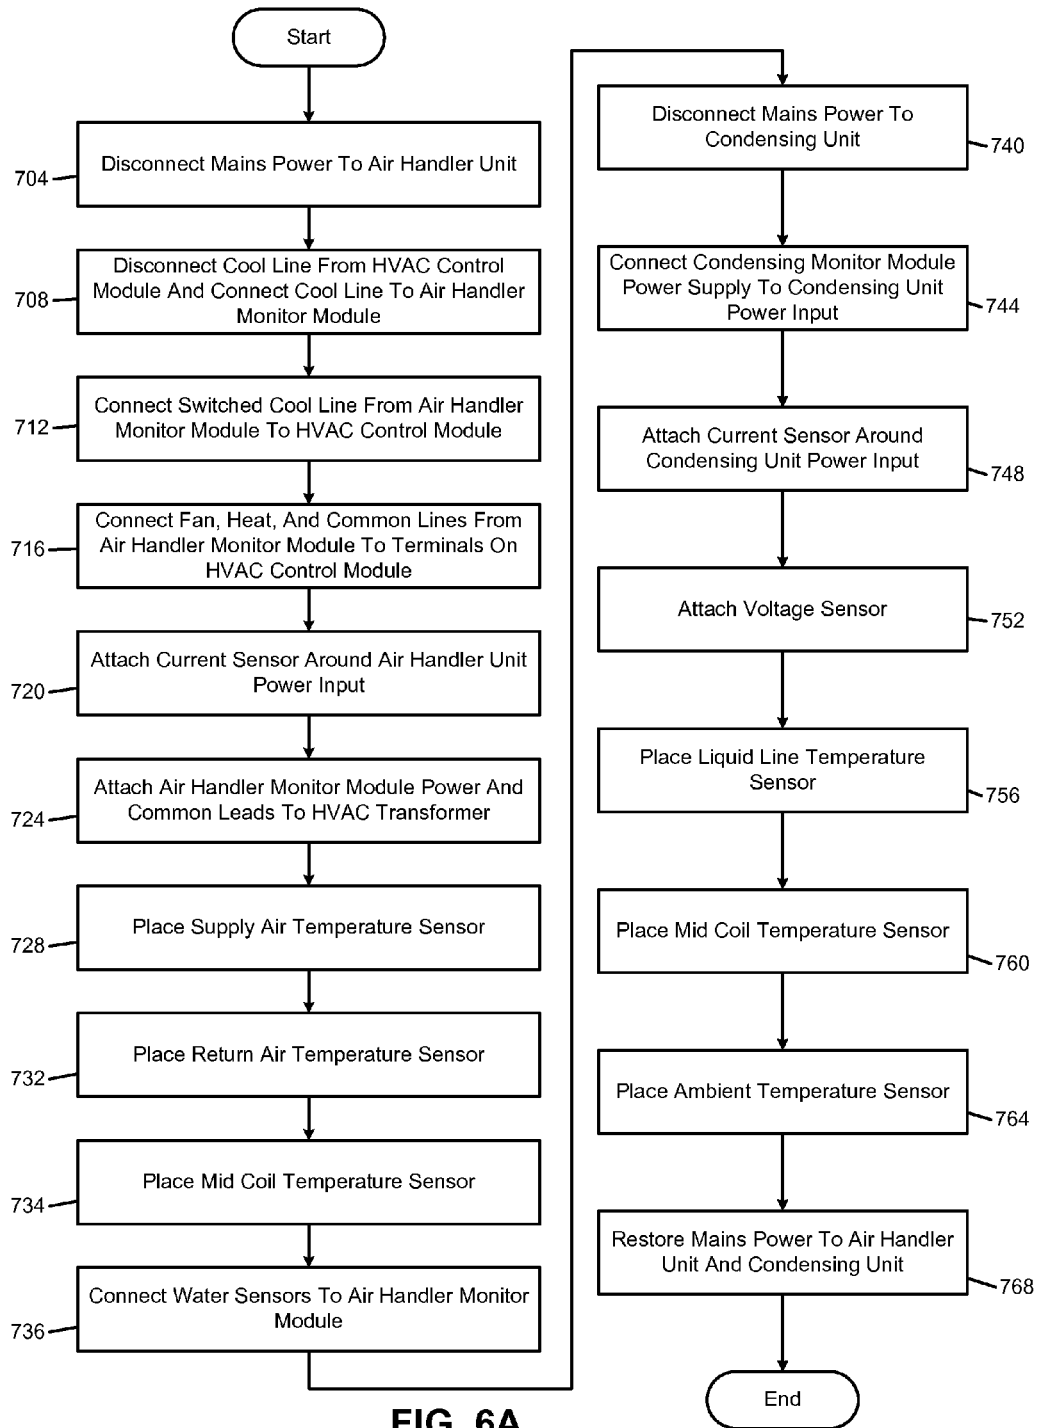 Start
Disconnect Mains Power To Air Handler Unit
704
Disconnect Cool Line From HVAC Control
Module And Connect Cool Line To Air Handler
Monitor Module
708
Connect Switched Cool Line From Air Handler
Monitor Module To HVAC Control Module
712
Connect Fan, Heat, And Common Lines From
Air Handler Monitor Module To Terminals On
HVAC Control Module
716
Attach Current Sensor Around Air Handler Unit
Power Input
720
Attach Air Handler Monitor Module Power And
Common Leads To HVAC Transformer
724
Place Supply Air Temperature Sensor
728
Place Return Air Temperature Sensor
732
Place Mid Coil Temperature Sensor
734
Connect Water Sensors To Air Handler Monitor
Module
736
Disconnect Mains Power To
Condensing Unit
740
Connect Condensing Monitor Module
Power Supply To Condensing Unit
Power Input
744
Attach Current Sensor Around
Condensing Unit Power Input
748
Attach Voltage Sensor
752
Place Liquid Line Temperature
Sensor
756
Place Mid Coil Temperature Sensor
760
Place Ambient Temperature Sensor
764
Restore Mains Power To Air Handler
Unit And Condensing Unit
768
End
FIG. 6A